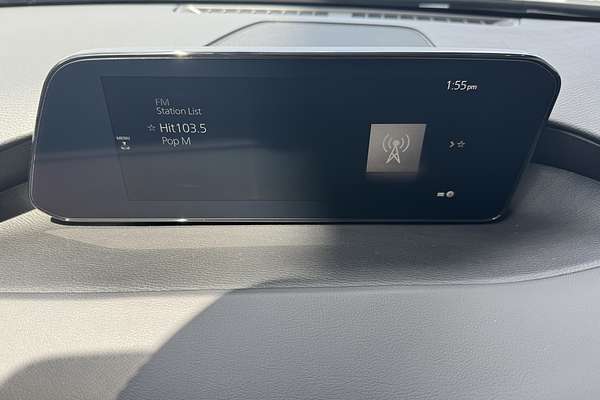 FM
Station List
1:55pm
MENU
☆ Hit103.5
Pop M